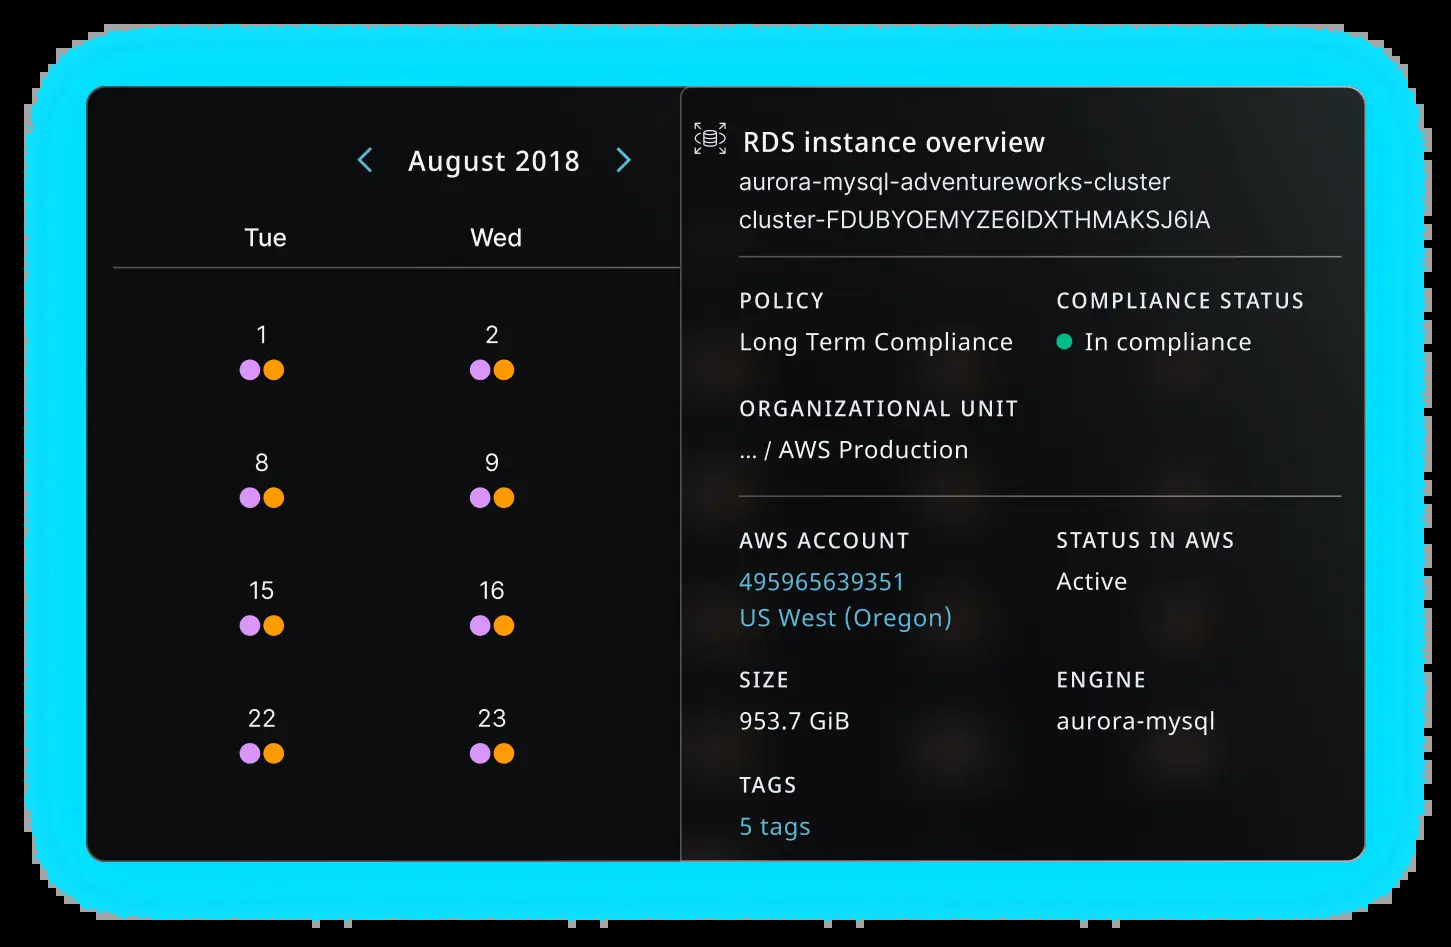 August 2018
Tue Wed
1 2
8 9
15 16
22 23
RDS instance overview
aurora-mysql-adventureworks-cluster
cluster-FDUBYOEMYZE6IDXTHMAKSJ6IA
POLICY COMPLIANCE STATUS
Long Term Compliance In compliance
ORGANIZATIONAL UNIT
... / AWS Production
AWS ACCOUNT STATUS IN AWS
495965639351 Active
US West (Oregon)
SIZE ENGINE
953.7 GiB aurora-mysql
TAGS
5 tags